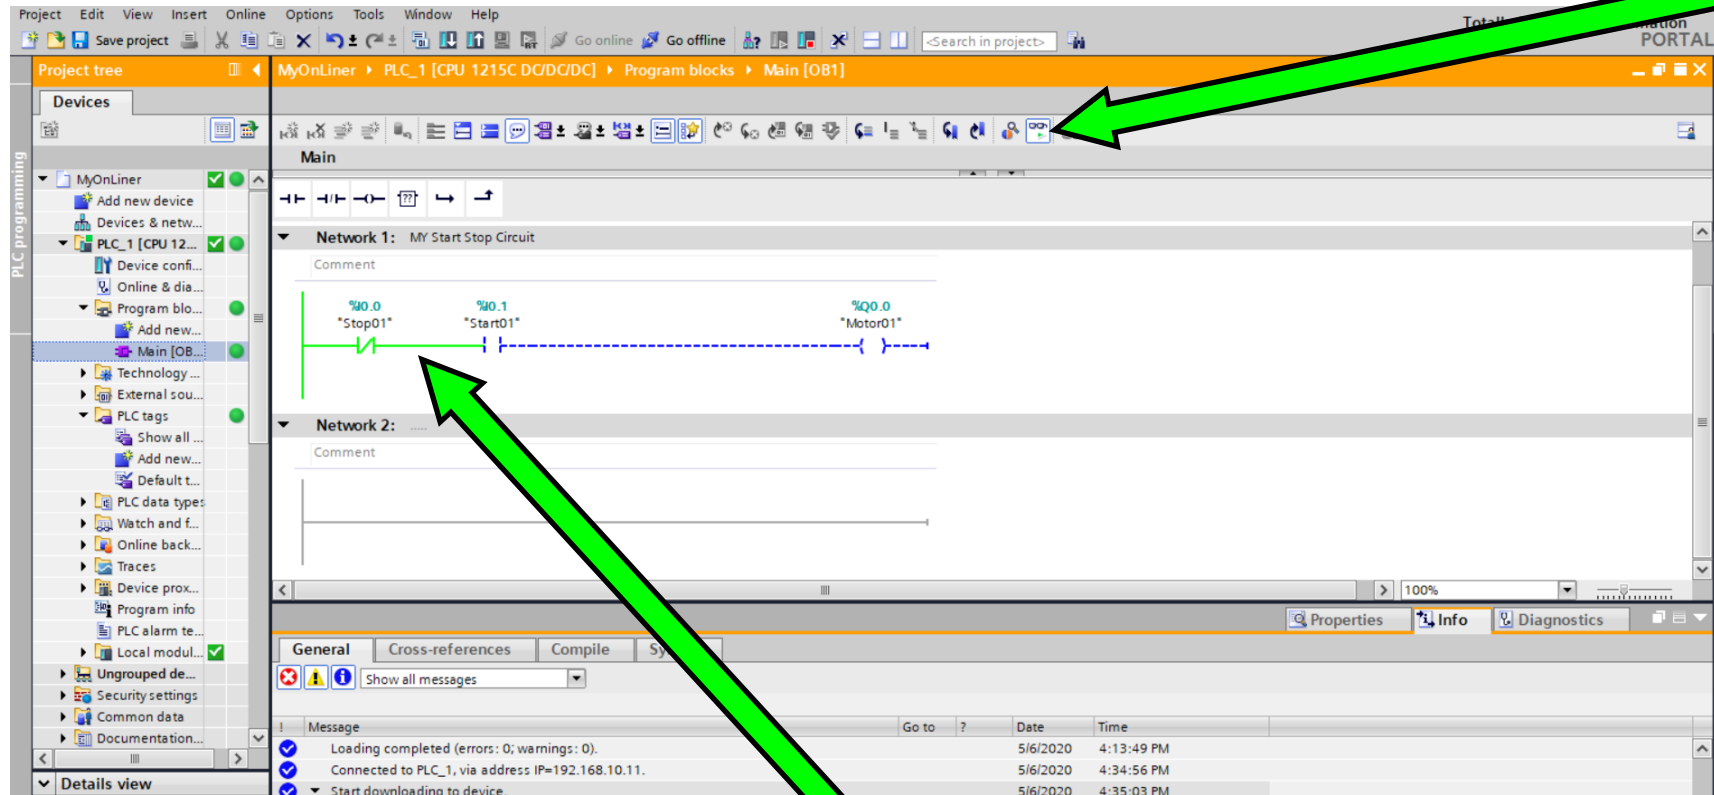 Project Edit View Insert Online Options Tools Window Help
Save project Go online Go offline <Search in project>
PORTAL
Project tree
MyOnLiner PLC_1 [CPU 1215C DC/DC/DC] Program blocks Main [OB1]
Devices
PLC programming
Main
MyOnLiner
Add new device
Devices & netw...
PLC_1 [CPU 12...
Device confi...
Online & dia...
Program blo...
Add new...
Main [OB...
Technology ...
External sou...
PLC tags
Show all ...
Add new...
Default t...
PLC data types
Watch and f...
Online back...
Traces
Device prox...
Program info
PLC alarm te...
Local modul...
Ungrouped de...
Security settings
Common data
Documentation...
Details view
??
Network 1: MY Start Stop Circuit
Comment
%I0.0 %I0.1 %Q0.0
"Stop01" "Start01" "Motor01"
Network 2: .....
Comment
100%
Properties Info Diagnostics
General Cross-references Compile
Show all messages
! Message Go to ? Date Time
Loading completed (errors: 0; warnings: 0). 5/6/2020 4:13:49 PM
Connected to PLC_1, via address IP=192.168.10.11. 5/6/2020 4:34:56 PM
Start downloading to device. 5/6/2020 4:35:03 PM